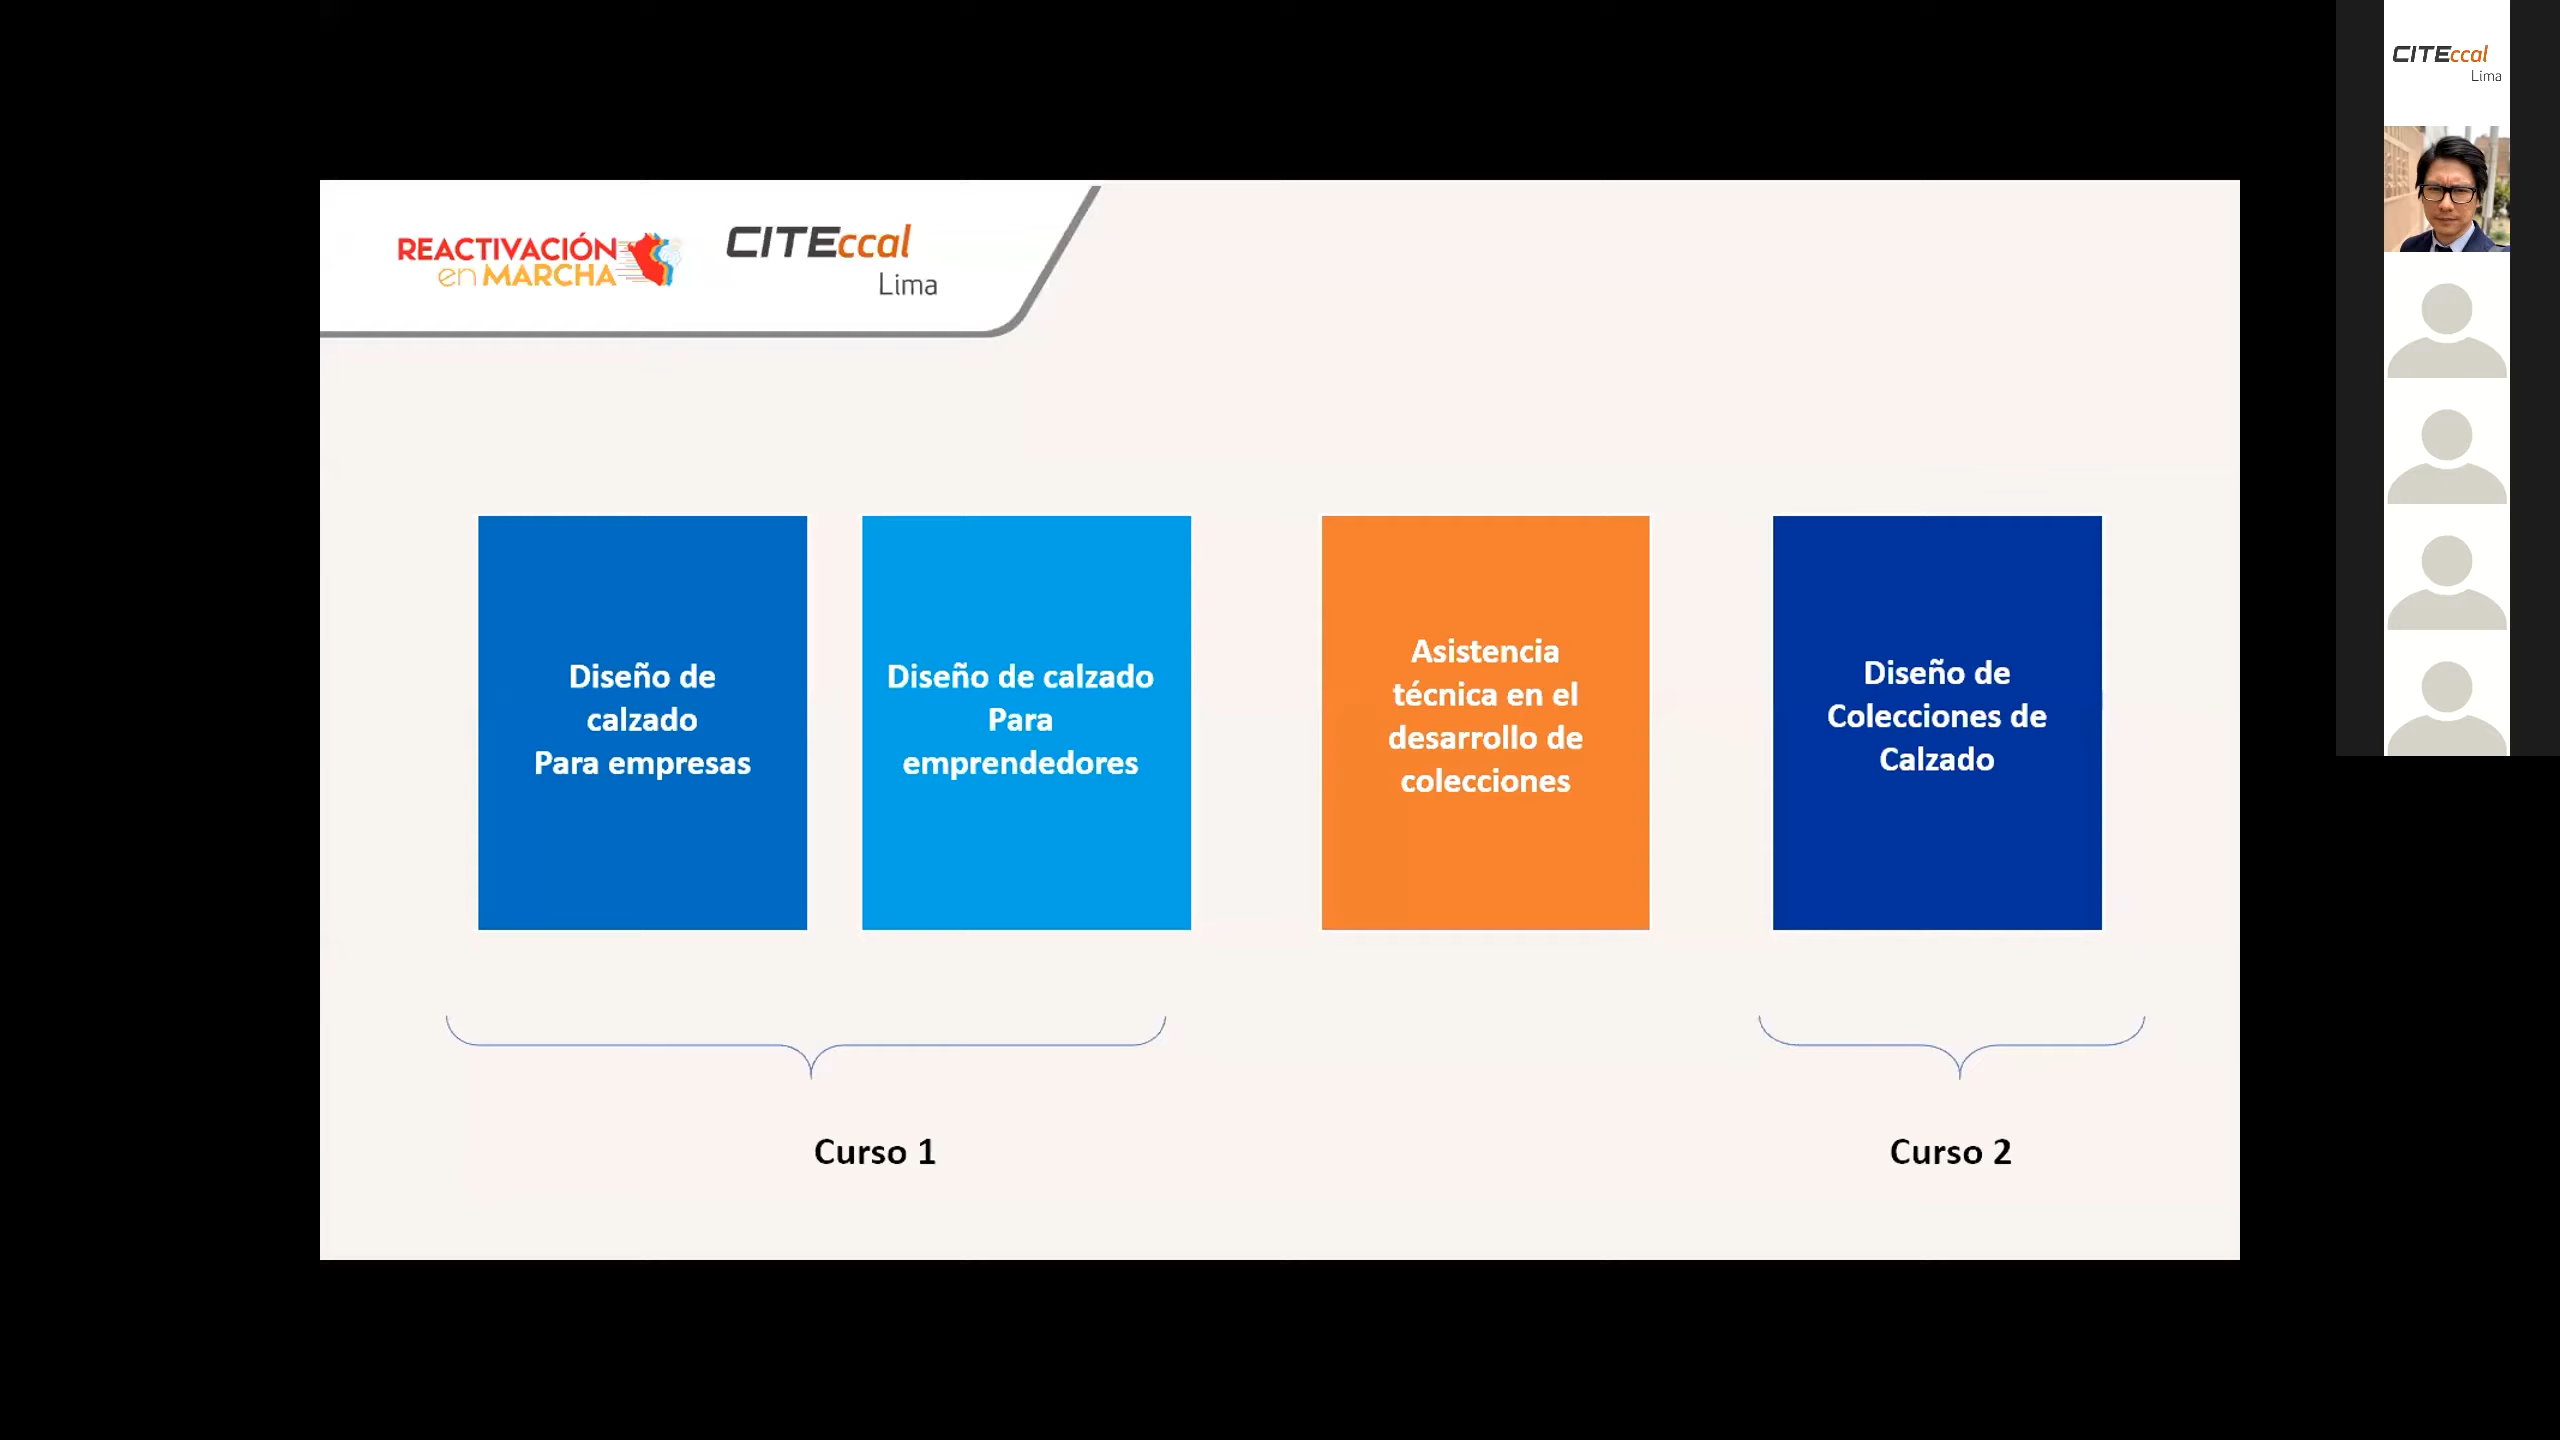 REACTIVACIÓN
en MARCHA
CITEccal
Lima
Diseño de
calzado
Para empresas
Diseño de calzado
Para
emprendedores
Asistencia
técnica en el
desarrollo de
colecciones
Diseño de
Colecciones de
Calzado
Curso 1
Curso 2
CITEccal
Lima